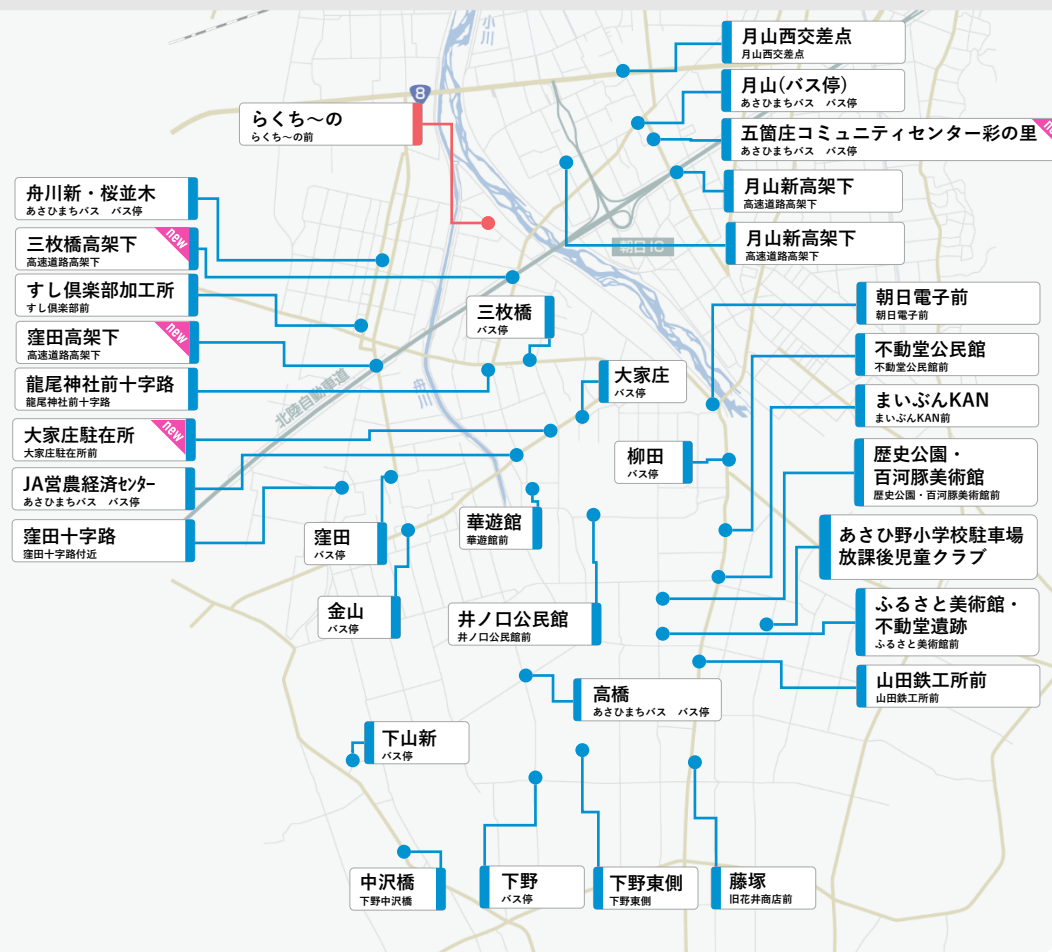 小川
月山西交差点
月山西交差点
月山(バス停)
あさひまちバス　バス停
8
らくち～の
らくち～の前
五箇庄コミュニティセンター彩の里
あさひまちバス　バス停
月山新高架下
高速道路高架下
月山新高架下
高速道路高架下
朝日IC
舟川新・桜並木
あさひまちバス　バス停
三枚橋高架下
高速道路高架下
new
すし倶楽部加工所
すし倶楽部前
窪田高架下
高速道路高架下
new
龍尾神社前十字路
龍尾神社前十字路
大家庄駐在所
大家庄駐在所前
new
JA営農経済センター
あさひまちバス　バス停
窪田十字路
窪田十字路付近
北陸自動車道
舟川
三枚橋
バス停
大家庄
バス停
柳田
バス停
朝日電子前
朝日電子前
不動堂公民館
不動堂公民館前
まいぶんKAN
まいぶんKAN前
歴史公園・
百河豚美術館
歴史公園・百河豚美術館前
あさひ野小学校駐車場
放課後児童クラブ
ふるさと美術館・
不動堂遺跡
ふるさと美術館前
山田鉄工所前
山田鉄工所前
窪田
バス停
華遊館
華遊館前
金山
バス停
井ノ口公民館
井ノ口公民館前
高橋
あさひまちバス　バス停
下山新
バス停
中沢橋
下野中沢橋
下野
バス停
下野東側
下野東側
藤塚
旧花井商店前